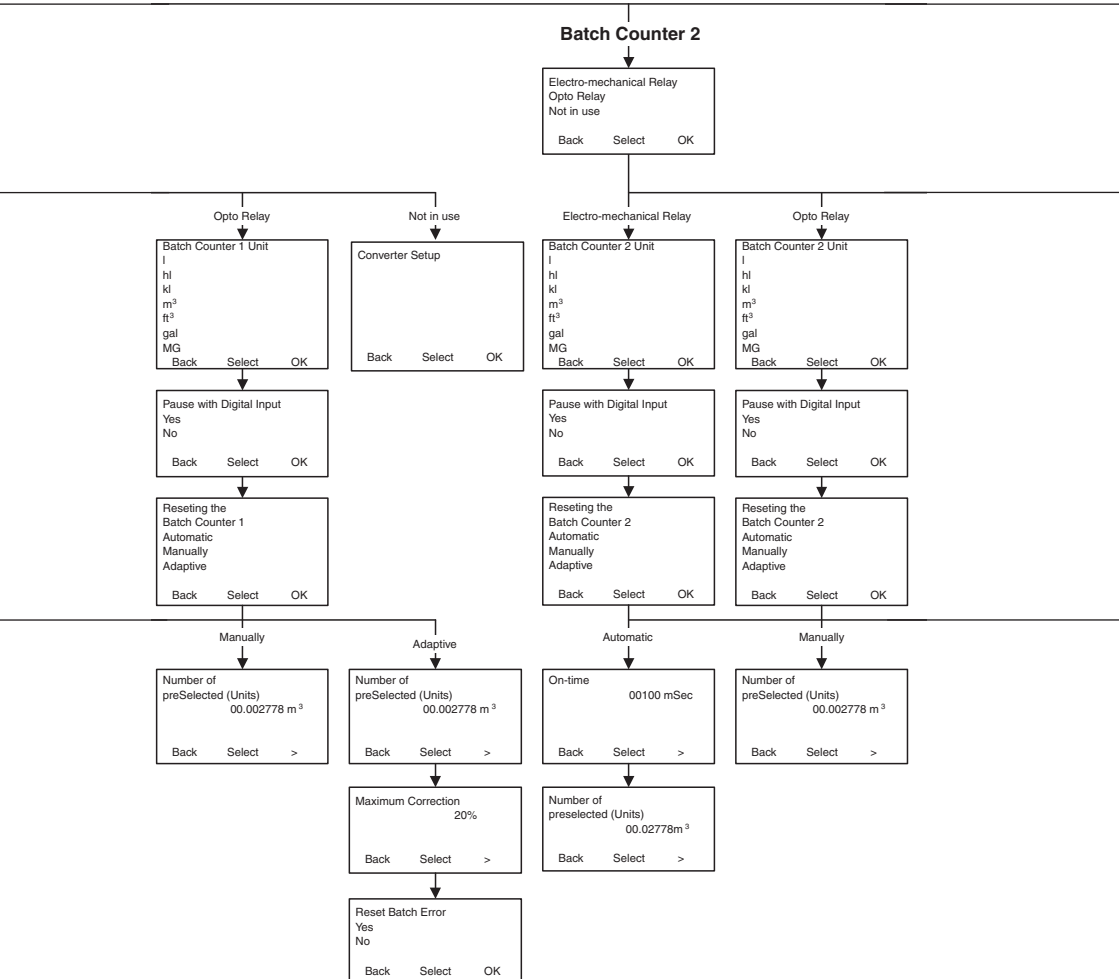 Batch Counter 2
Electro-mechanical Relay
Opto Relay
Not in use
Back Select OK
Opto Relay
Batch Counter 1 Unit
l
hl
kl
m³
ft³
gal
MG
Back Select OK
Pause with Digital Input
Yes
No
Back Select OK
Reseting the
Batch Counter 1
Automatic
Manually
Adaptive
Back Select OK
Not in use
Converter Setup
Back Select OK
Electro-mechanical Relay
Batch Counter 2 Unit
l
hl
kl
m³
ft³
gal
MG
Back Select OK
Pause with Digital Input
Yes
No
Back Select OK
Reseting the
Batch Counter 2
Automatic
Manually
Adaptive
Back Select OK
Opto Relay
Batch Counter 2 Unit
l
hl
kl
m³
ft³
gal
MG
Back Select OK
Pause with Digital Input
Yes
No
Back Select OK
Reseting the
Batch Counter 2
Automatic
Manually
Adaptive
Back Select OK
Manually
Number of
preSelected (Units)
00.002778 m ³
Back Select >
Adaptive
Number of
preSelected (Units)
00.002778 m ³
Back Select >
Maximum Correction
20%
Back Select >
Reset Batch Error
Yes
No
Back Select OK
Automatic
On-time
00100 mSec
Back Select >
Number of
preselected (Units)
00.02778m ³
Back Select >
Manually
Number of
preSelected (Units)
00.002778 m ³
Back Select >